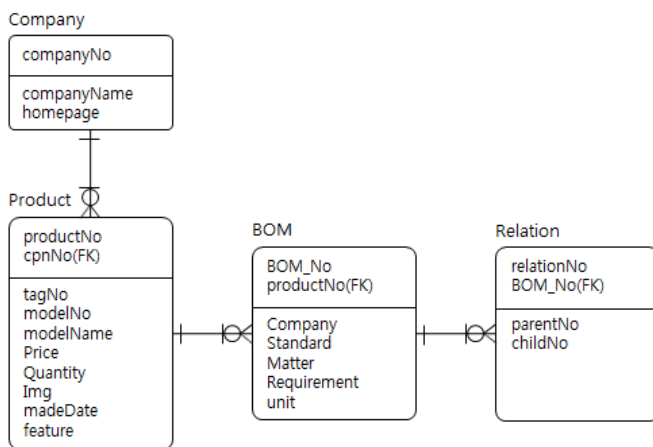 Company
companyNo
companyName
homepage
Product
productNo
cpnNo(FK)
tagNo
modelNo
modelName
Price
Quantity
Img
madeDate
feature
BOM
BOM_No
productNo(FK)
Company
Standard
Matter
Requirement
unit
Relation
relationNo
BOM_No(FK)
parentNo
childNo